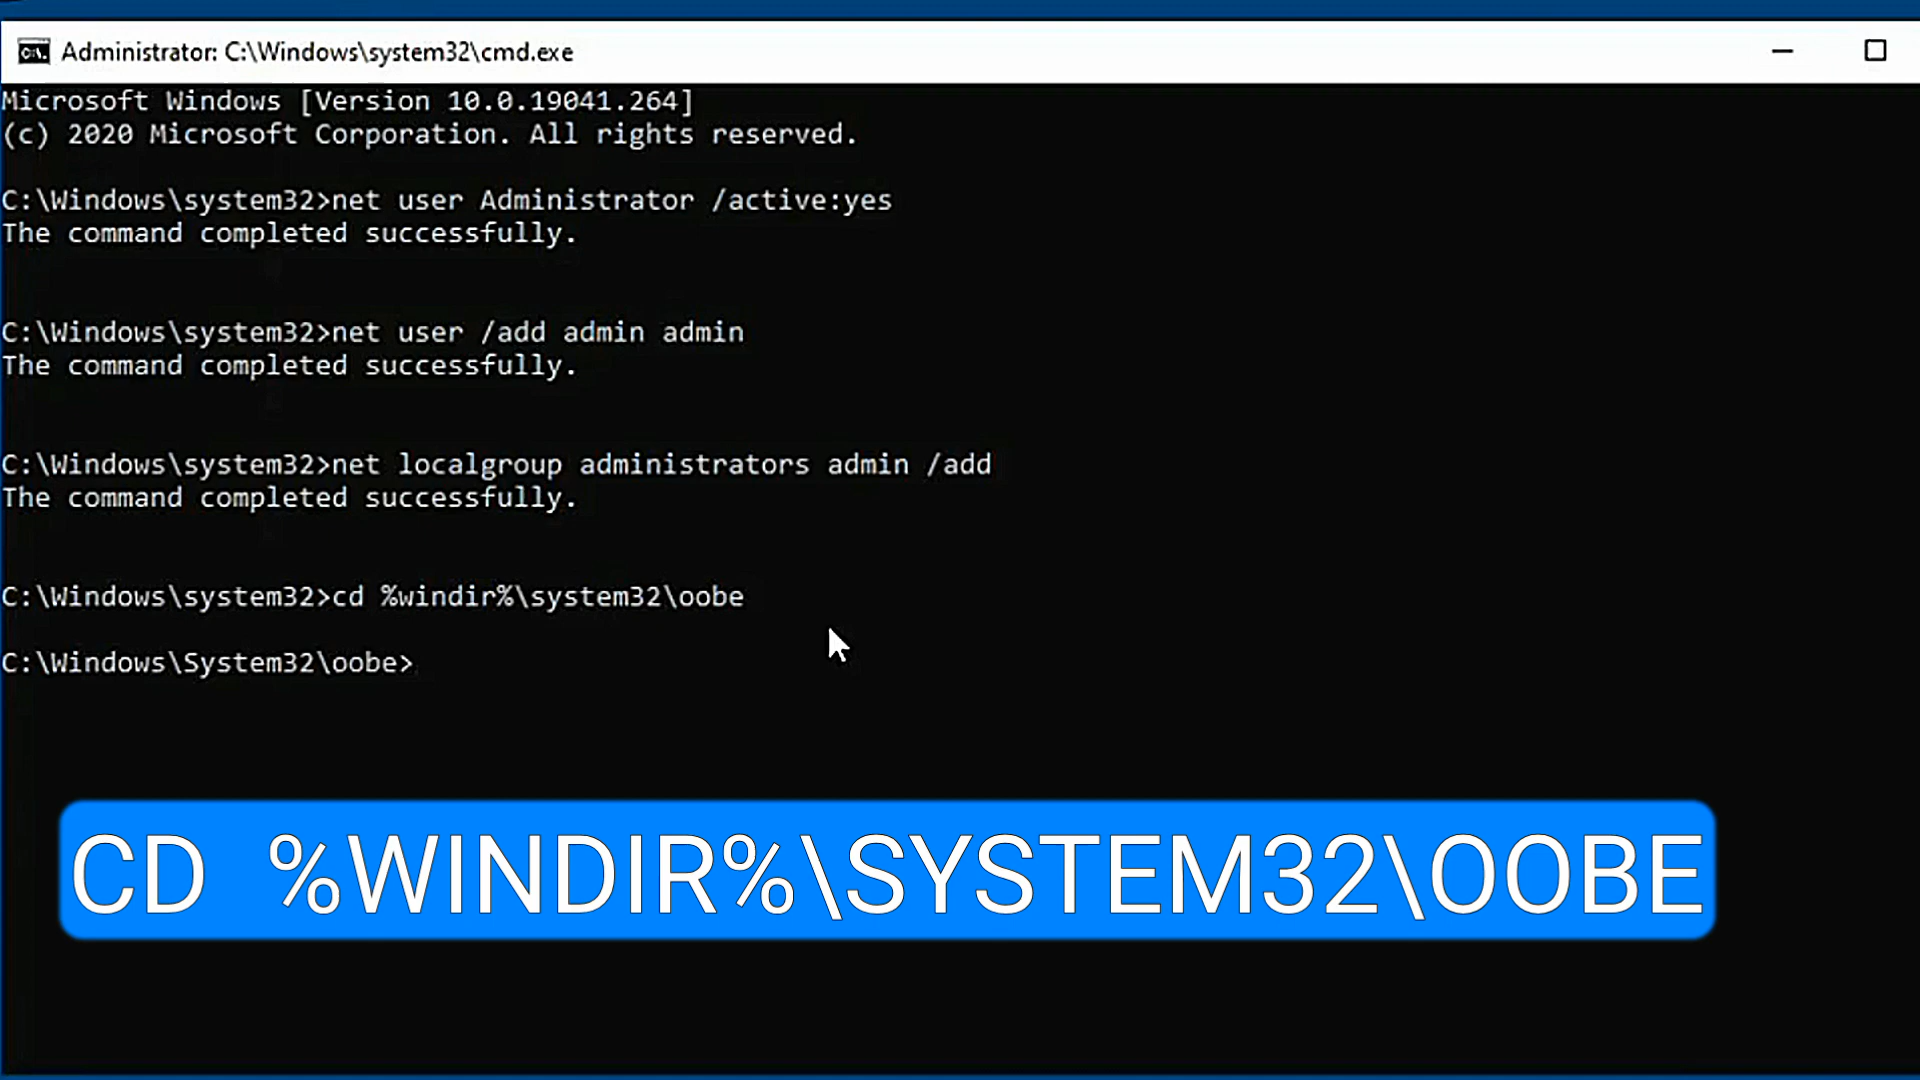 Administrator: C:\Windows\system32\cmd.exe
Microsoft Windows [Version 10.0.19041.264]
(c) 2020 Microsoft Corporation. All rights reserved.
C:\Windows\system32>net user Administrator /active:yes
The command completed successfully.
C:\Windows\system32>net user /add admin admin
The command completed successfully.
C:\Windows\system32>net localgroup administrators admin /add
The command completed successfully.
C:\Windows\system32>cd %windir%\system32\oobe
C:\Windows\System32\oobe>
CD %WINDIR%\SYSTEM32\OOBE